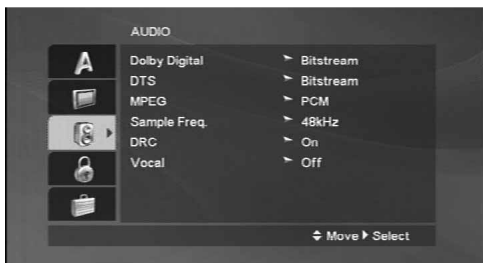 AUDIO
A
Dolby Digital Bitstream
DTS Bitstream
MPEG PCM
Sample Freq. 48kHz
DRC On
Vocal Off
Move Select